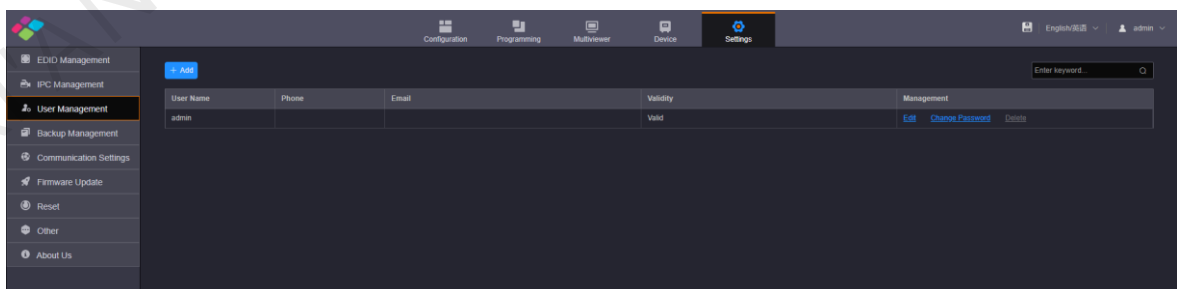 Configuration Programming Multiviewer Device Settings English/英语 admin
EDID Management
IPC Management
User Management
Backup Management
Communication Settings
Firmware Update
Reset
Other
About Us
+ Add Enter keyword...
User Name Phone Email Validity Management
admin Valid Edit Change Password Delete